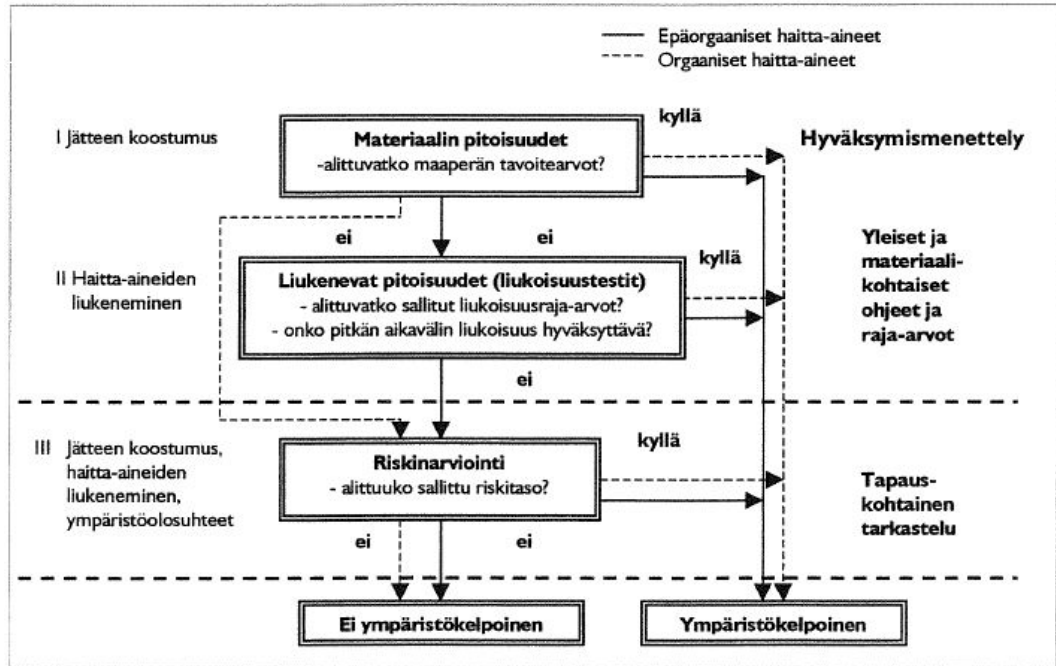 Epäorgaaniset haitta-aineet
Orgaaniset haitta-aineet
I Jätteen koostumus
Materiaalin pitoisuudet
-alittuvatko maaperän tavoitearvot?
kyllä
Hyväksymismenettely
ei
ei
II Haitta-aineiden
liukeneminen
Liukenevat pitoisuudet (liukoisuustestit)
- alittuvatko sallitut liukoisuusraja-arvot?
- onko pitkän aikavälin liukoisuus hyväksyttävä?
kyllä
Yleiset ja
materiaali-
kohtaiset
ohjeet ja
raja-arvot
ei
III Jätteen koostumus,
haitta-aineiden
liukeneminen,
ympäristöolosuhteet
Riskinarviointi
- alittuuko sallittu riskitaso?
kyllä
Tapaus-
kohtainen
tarkastelu
ei
ei
Ei ympäristökelpoinen
Ympäristökelpoinen